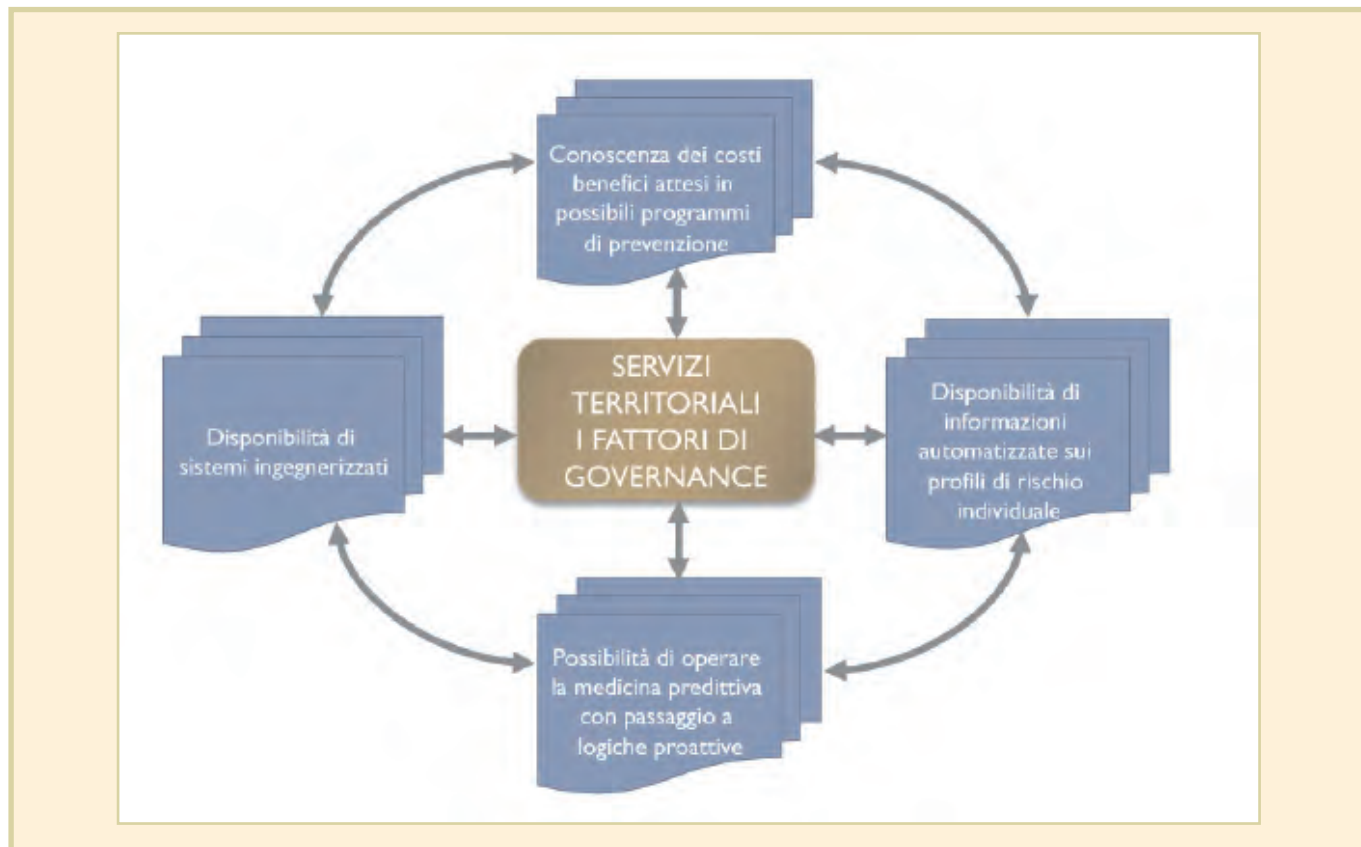 Conoscenza dei costi
benefici attesi in
possibili programmi
di prevenzione
SERVIZI
TERRITORIALI
I FATTORI DI
GOVERNANCE
Disponibilità di
sistemi ingegnerizzati
Disponibilità di
informazioni
automatizzate sui
profili di rischio
individuale
Possibilità di operare
la medicina predittiva
con passaggio a
logiche proattive